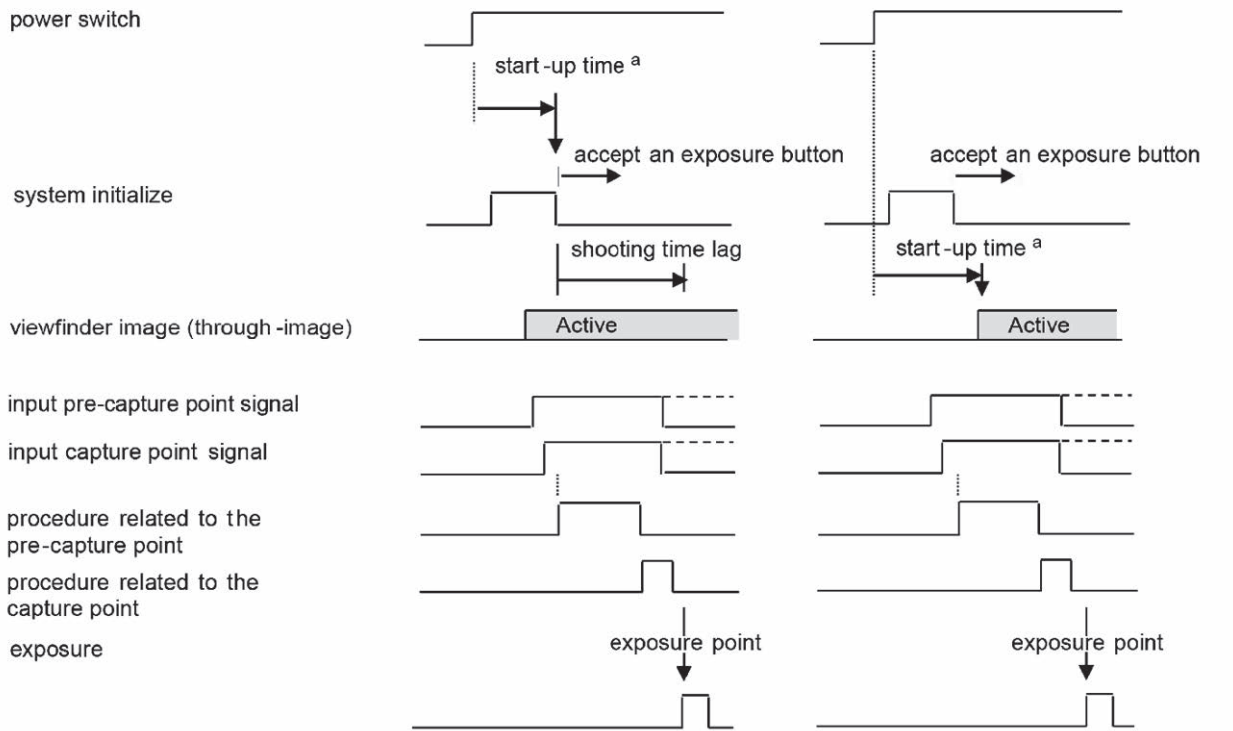 power switch
start-up time a
accept an exposure button
accept an exposure button
system initialize
shooting time lag
start-up time a
viewfinder image (through-image)
Active
Active
input pre-capture point signal
input capture point signal
procedure related to the
pre-capture point
procedure related to the
capture point
exposure
exposure point
exposure point